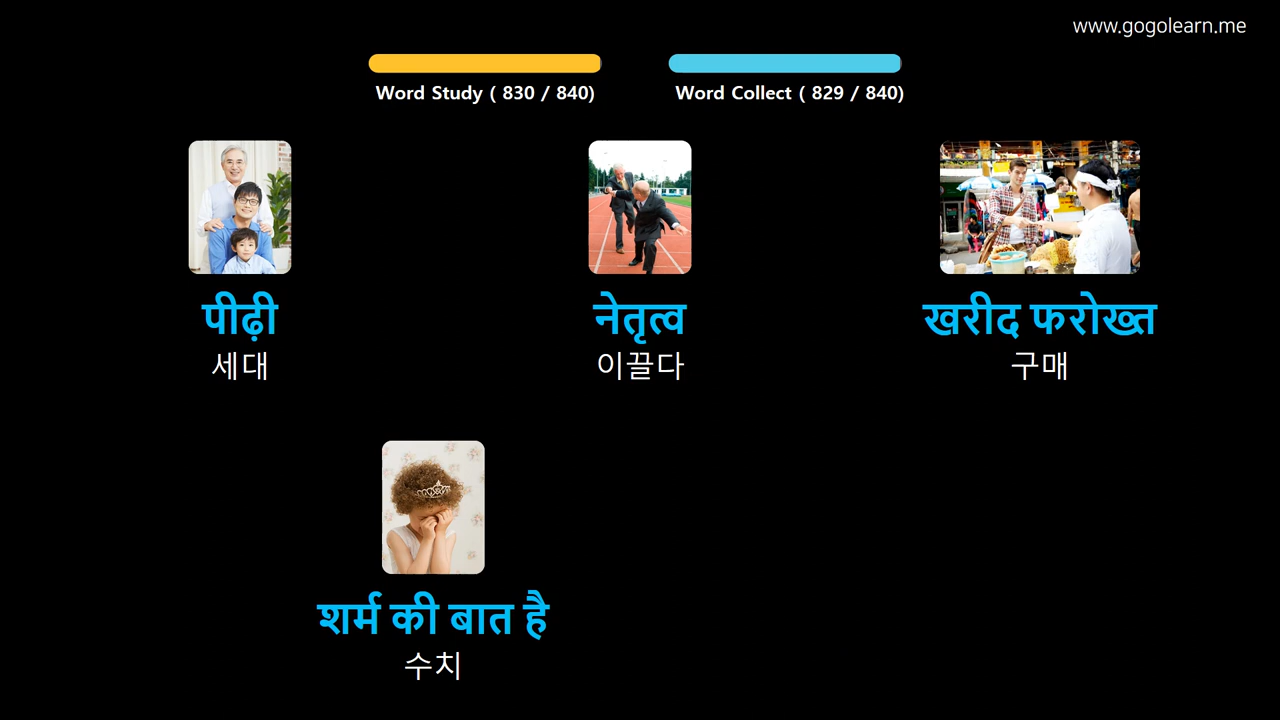 www.gogolearn.me
Word Study ( 830 / 840)
Word Collect ( 829 / 840)
पीढ़ी
세대
नेतृत्व
이끌다
खरीद फरोख्त
구매
शर्म की बात है
수치